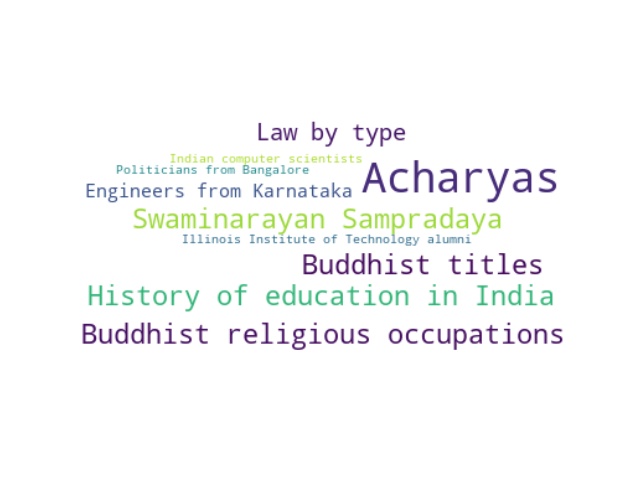 Law by type
Indian computer scientists
Politicians from Bangalore
Acharyas
Engineers from Karnataka
Swaminarayan Sampradaya
Illinois Institute of Technology alumni
Buddhist titles
History of education in India
Buddhist religious occupations